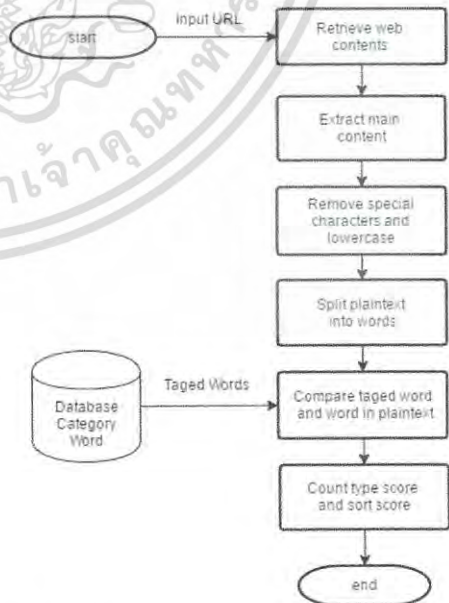 start
Input URL
Retrieve web
contents
Extract main
content
Remove special
characters and
lowercase
Split plaintext
into words
Database
Category
Word
Taged Words
Compare taged word
and word in plaintext
Count type score
and sort score
end